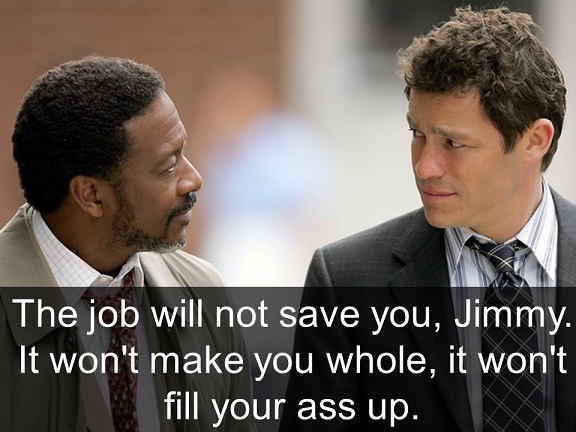 The job will not save you, Jimmy.
It won't make you whole, it won't
fill your ass up.